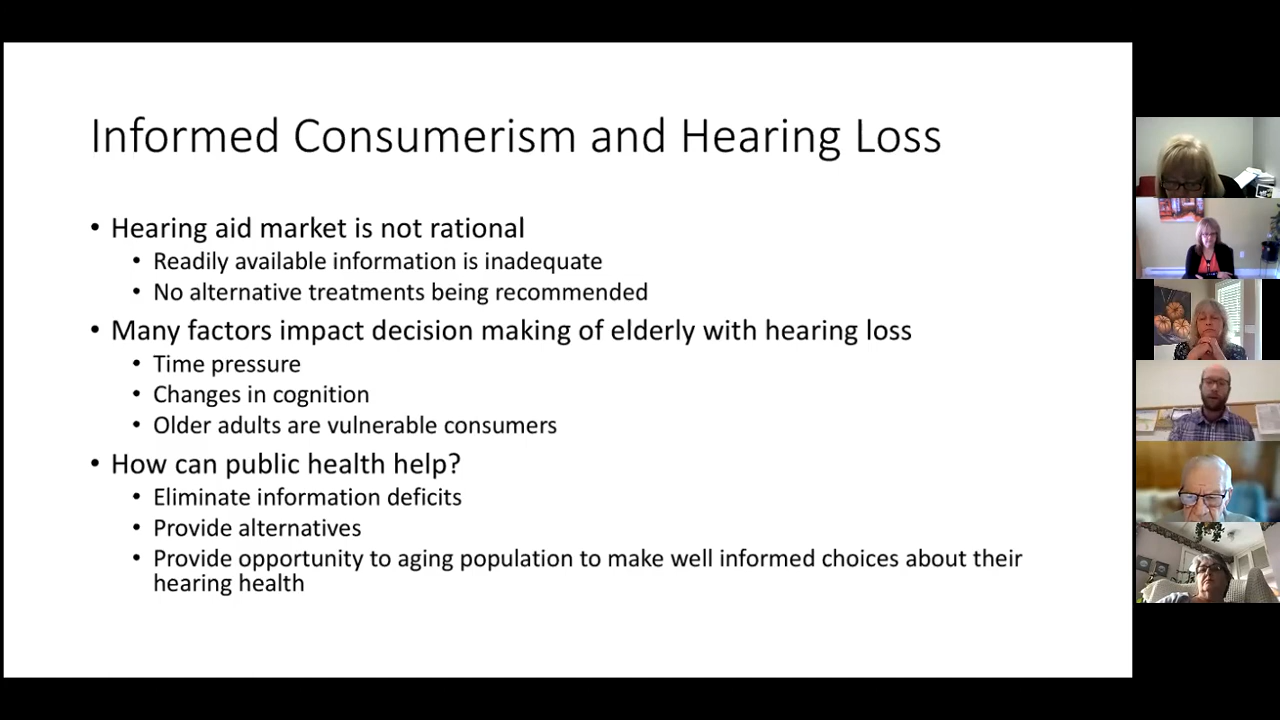 Informed Consumerism and Hearing Loss
• Hearing aid market is not rational
• Readily available information is inadequate
• No alternative treatments being recommended
• Many factors impact decision making of elderly with hearing loss
• Time pressure
• Changes in cognition
• Older adults are vulnerable consumers
• How can public health help?
• Eliminate information deficits
• Provide alternatives
• Provide opportunity to aging population to make well informed choices about their
hearing health